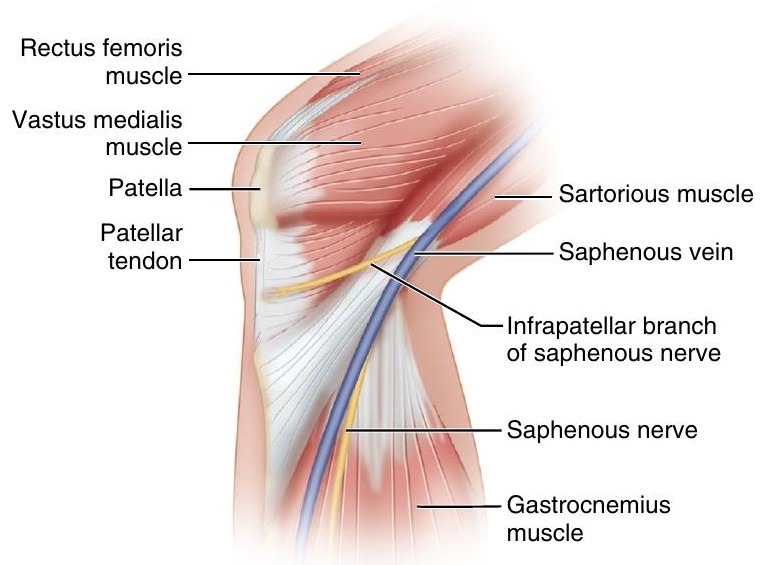 Rectus femoris
muscle
Vastus medialis
muscle
Patella
Patellar
tendon
Sartorious muscle
Saphenous vein
Infrapatellar branch
of saphenous nerve
Saphenous nerve
Gastrocnemius
muscle